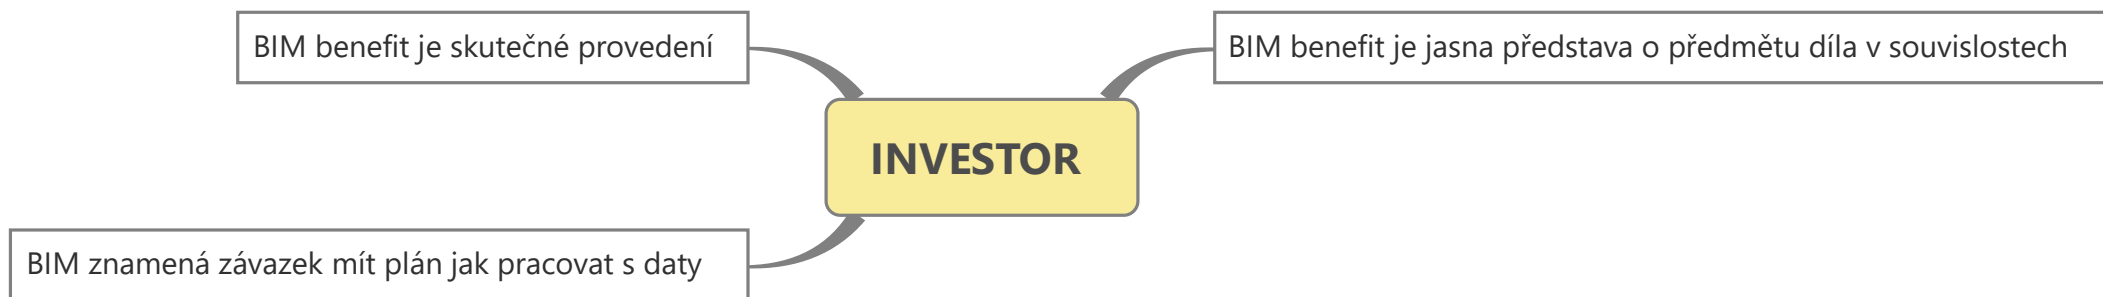 BIM benefit je skutečné provedení
BIM benefit je jasna představa o předmětu díla v souvislostech
INVESTOR
BIM znamená závazek mít plán jak pracovat s daty